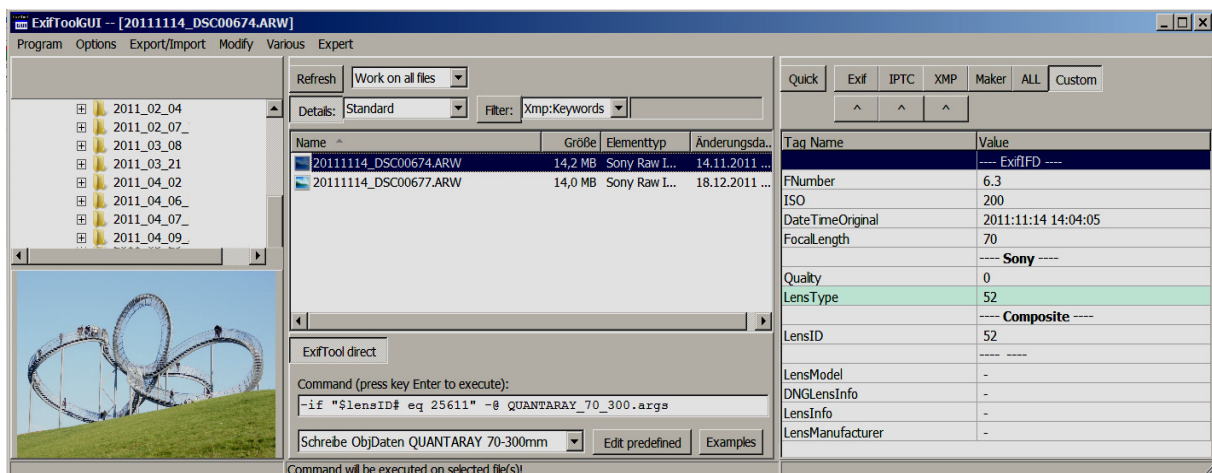 ExifToolGUI -- [20111114_DSC00674.ARW]
Program Options Export/Import Modify Various Expert
2011_02_04
2011_02_07_
2011_03_08
2011_03_21
2011_04_02
2011_04_06_
2011_04_07_
2011_04_09_
Refresh Work on all files
Details: Standard Filter: Xmp:Keywords
Name Größe Elementtyp Änderungsda..
20111114_DSC00674.ARW 14,2 MB Sony Raw I... 14.11.2011 ...
20111114_DSC00677.ARW 14,0 MB Sony Raw I... 18.12.2011 ...
ExifTool direct
Command (press key Enter to execute):
-if "$lensID# eq 25611" -@ QUANTARAY_70_300.args
Schreibe ObjDaten QUANTARAY 70-300mm Edit predefined Examples
Command will be executed on selected file(s)!
Quick Exif IPTC XMP Maker ALL Custom
^ ^ ^
Tag Name Value
---- ExifIFD ----
FNumber 6.3
ISO 200
DateTimeOriginal 2011:11:14 14:04:05
FocalLength 70
---- Sony ----
Quality 0
LensType 52
---- Composite ----
LensID 52
---- ----
LensModel -
DNGLensInfo -
LensInfo -
LensManufacturer -